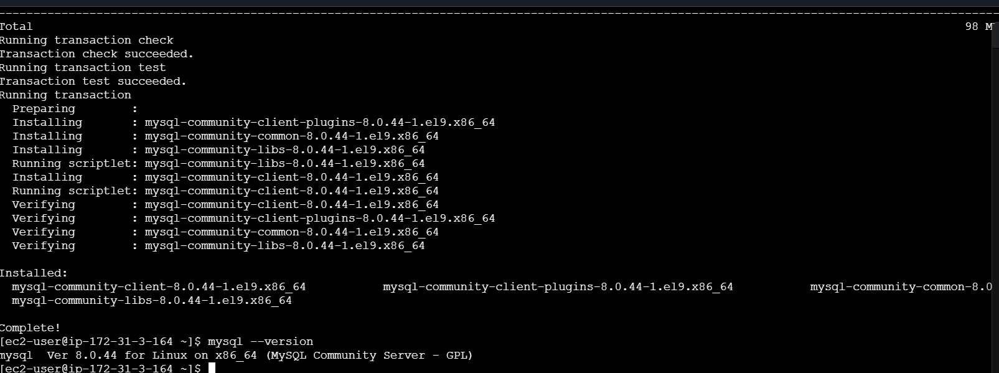 Total 98 M
Running transaction check
Transaction check succeeded.
Running transaction test
Transaction test succeeded.
Running transaction
  Preparing        :
  Installing       : mysql-community-client-plugins-8.0.44-1.el9.x86_64
  Installing       : mysql-community-common-8.0.44-1.el9.x86_64
  Installing       : mysql-community-libs-8.0.44-1.el9.x86_64
  Running scriptlet: mysql-community-libs-8.0.44-1.el9.x86_64
  Installing       : mysql-community-client-8.0.44-1.el9.x86_64
  Running scriptlet: mysql-community-client-8.0.44-1.el9.x86_64
  Verifying        : mysql-community-client-8.0.44-1.el9.x86_64
  Verifying        : mysql-community-client-plugins-8.0.44-1.el9.x86_64
  Verifying        : mysql-community-common-8.0.44-1.el9.x86_64
  Verifying        : mysql-community-libs-8.0.44-1.el9.x86_64
Installed:
  mysql-community-client-8.0.44-1.el9.x86_64 mysql-community-client-plugins-8.0.44-1.el9.x86_64 mysql-community-common-8.0
  mysql-community-libs-8.0.44-1.el9.x86_64
Complete!
[ec2-user@ip-172-31-3-164 ~]$ mysql --version
mysql  Ver 8.0.44 for Linux on x86_64 (MySQL Community Server - GPL)
[ec2-user@ip-172-31-3-164 ~]$